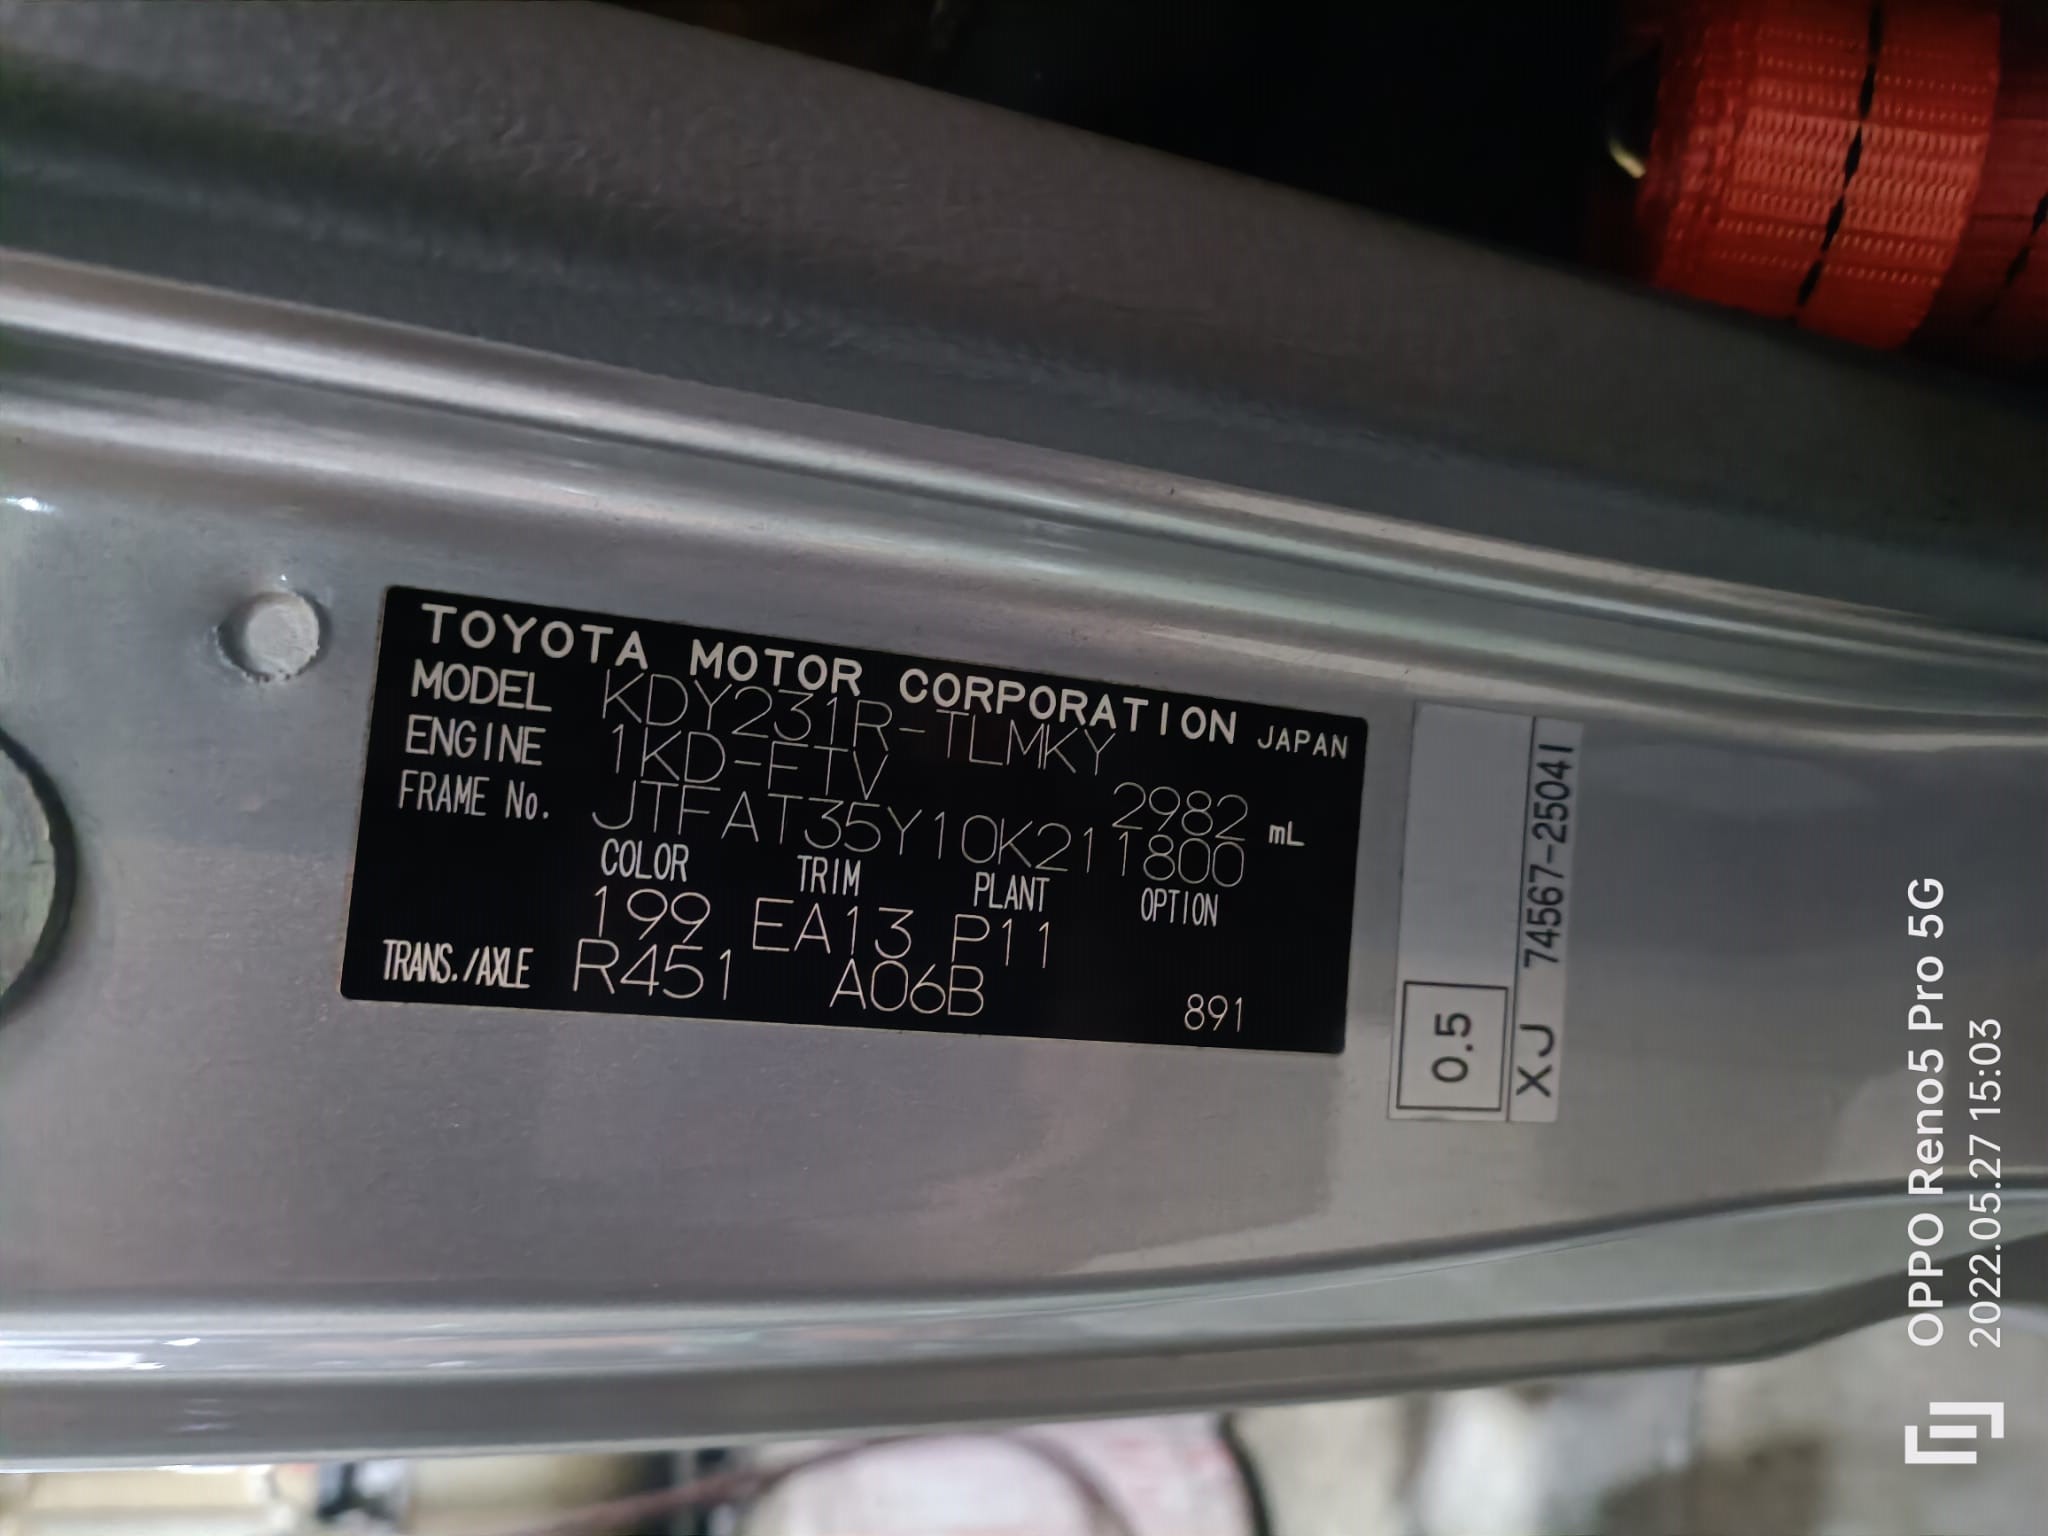 TOYOTA MOTOR CORPORATION JAPAN
MODEL KDY231R-TLMKY
ENGINE 1KD-FTV 2982 mL
FRAME No. JTFAT35Y10K211800
COLOR TRIM PLANT OPTION
199 EA13 P11
TRANS./AXLE R451 A06B 891
0.5
XJ 74567-25041
OPPO Reno5 Pro 5G
2022.05.27 15:03